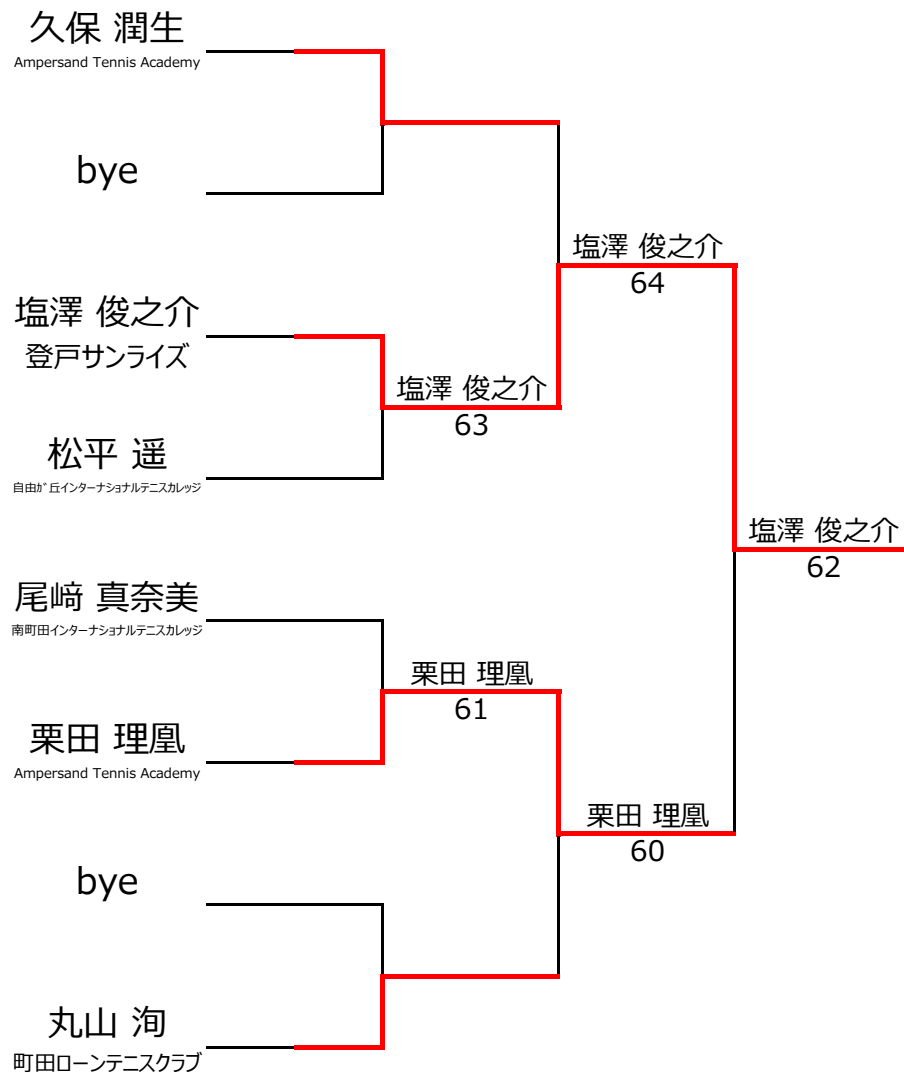 久保 潤生
Ampersand Tennis Academy
bye
塩澤 俊之介
登戸サンライズ
松平 遥
自由が丘インターナショナルテニスカレッジ
尾﨑 真奈美
南町田インターナショナルテニスカレッジ
栗田 理凰
Ampersand Tennis Academy
bye
丸山 洵
町田ローンテニスクラブ
塩澤 俊之介
63
栗田 理凰
61
塩澤 俊之介
64
栗田 理凰
60
塩澤 俊之介
62